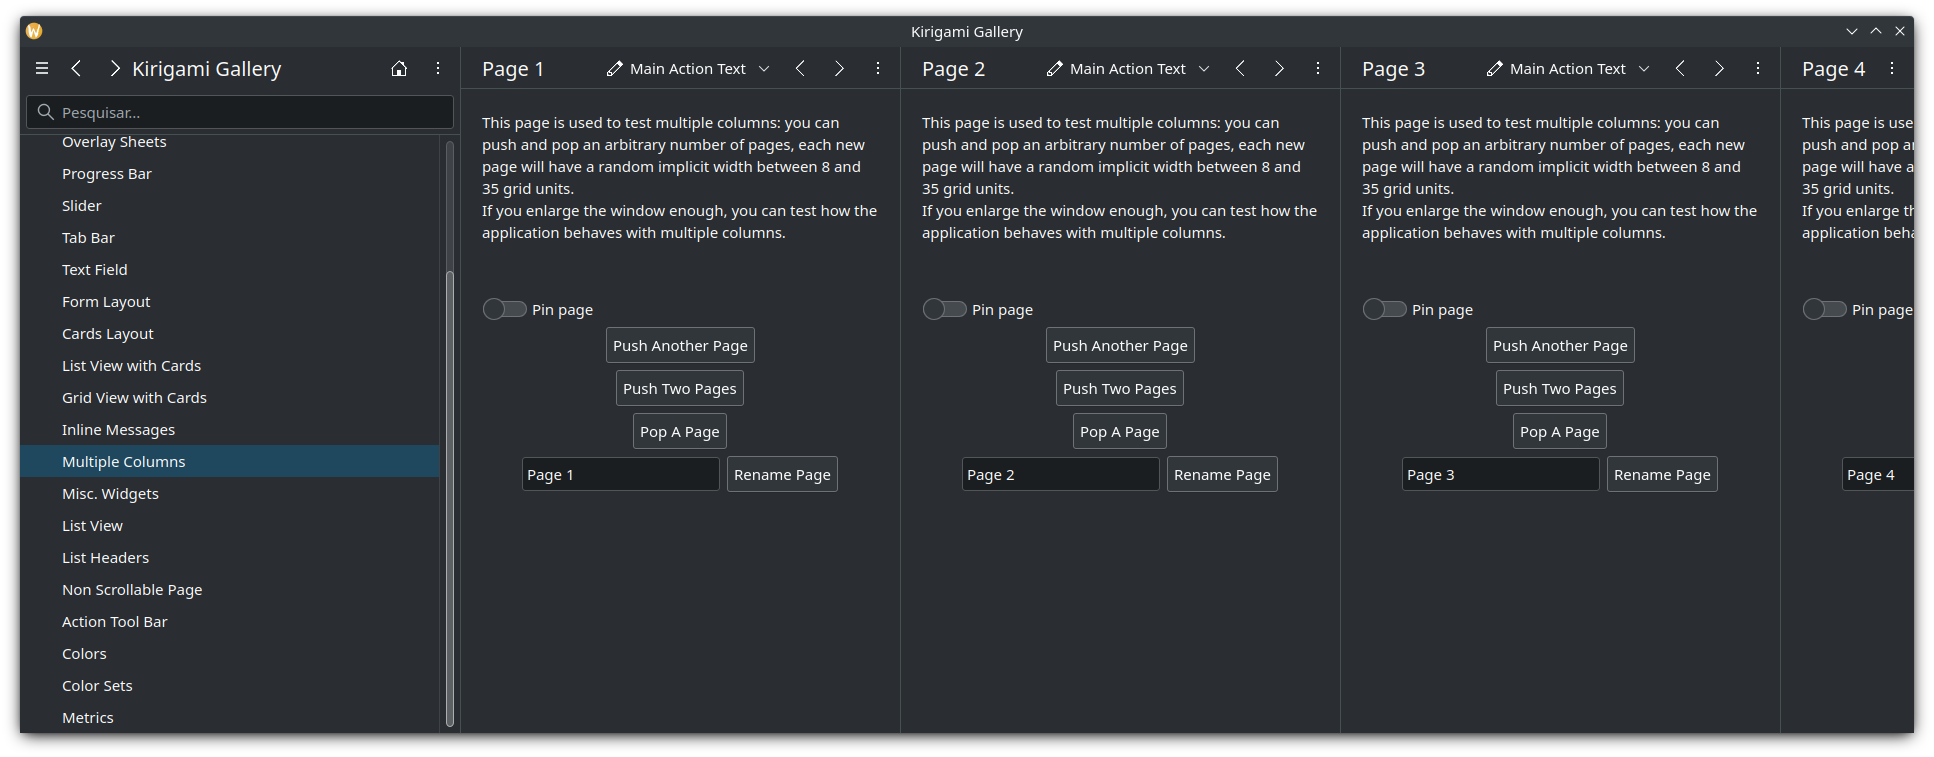 Kirigami Gallery
Kirigami Gallery
Pesquisar...
Overlay Sheets
Progress Bar
Slider
Tab Bar
Text Field
Form Layout
Cards Layout
List View with Cards
Grid View with Cards
Inline Messages
Multiple Columns
Misc. Widgets
List View
List Headers
Non Scrollable Page
Action Tool Bar
Colors
Color Sets
Metrics
Page 1
Main Action Text
This page is used to test multiple columns: you can
push and pop an arbitrary number of pages, each new
page will have a random implicit width between 8 and
35 grid units.
If you enlarge the window enough, you can test how the
application behaves with multiple columns.
Pin page
Push Another Page
Push Two Pages
Pop A Page
Page 1
Rename Page
Page 2
Main Action Text
This page is used to test multiple columns: you can
push and pop an arbitrary number of pages, each new
page will have a random implicit width between 8 and
35 grid units.
If you enlarge the window enough, you can test how the
application behaves with multiple columns.
Pin page
Push Another Page
Push Two Pages
Pop A Page
Page 2
Rename Page
Page 3
Main Action Text
This page is used to test multiple columns: you can
push and pop an arbitrary number of pages, each new
page will have a random implicit width between 8 and
35 grid units.
If you enlarge the window enough, you can test how the
application behaves with multiple columns.
Pin page
Push Another Page
Push Two Pages
Pop A Page
Page 3
Rename Page
Page 4
This page is use
push and pop a
page will have a
35 grid units.
If you enlarge th
application beha
Pin page
Page 4